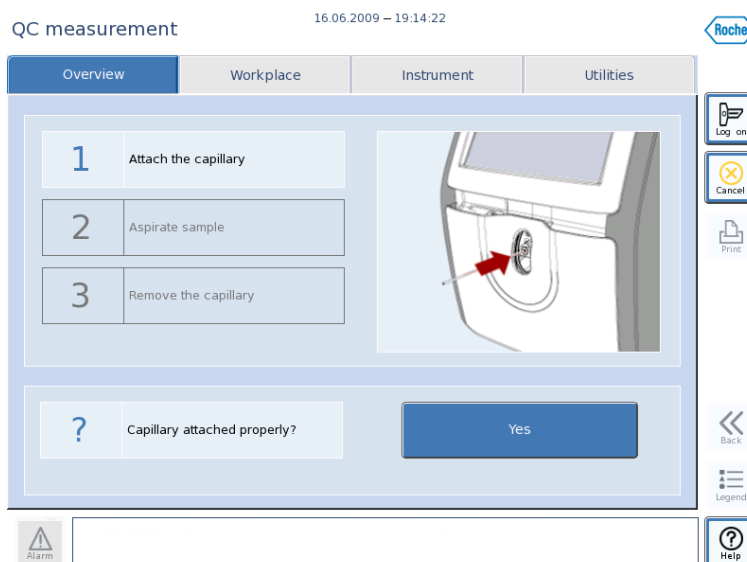 QC measurement
16.06.2009 – 19:14:22
Roche
Overview
Workplace
Instrument
Utilities
1
Attach the capillary
2
Aspirate sample
3
Remove the capillary
?
Capillary attached properly?
Yes
Log on
Cancel
Print
Back
Legend
Alarm
Help